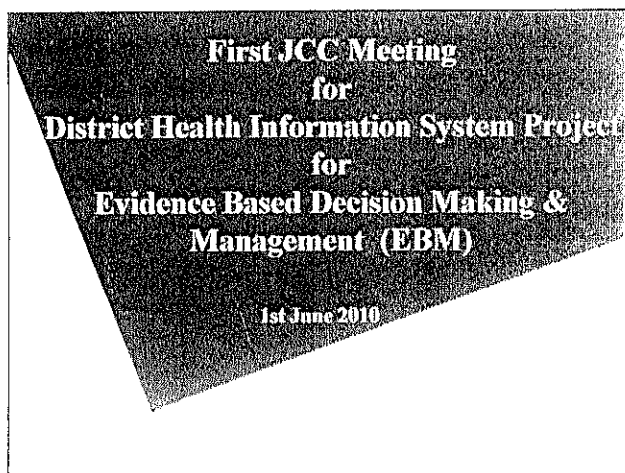 First JCC Meeting
for
District Health Information System Project
for
Evidence Based Decision Making &
Management (EBM)
1st June 2010